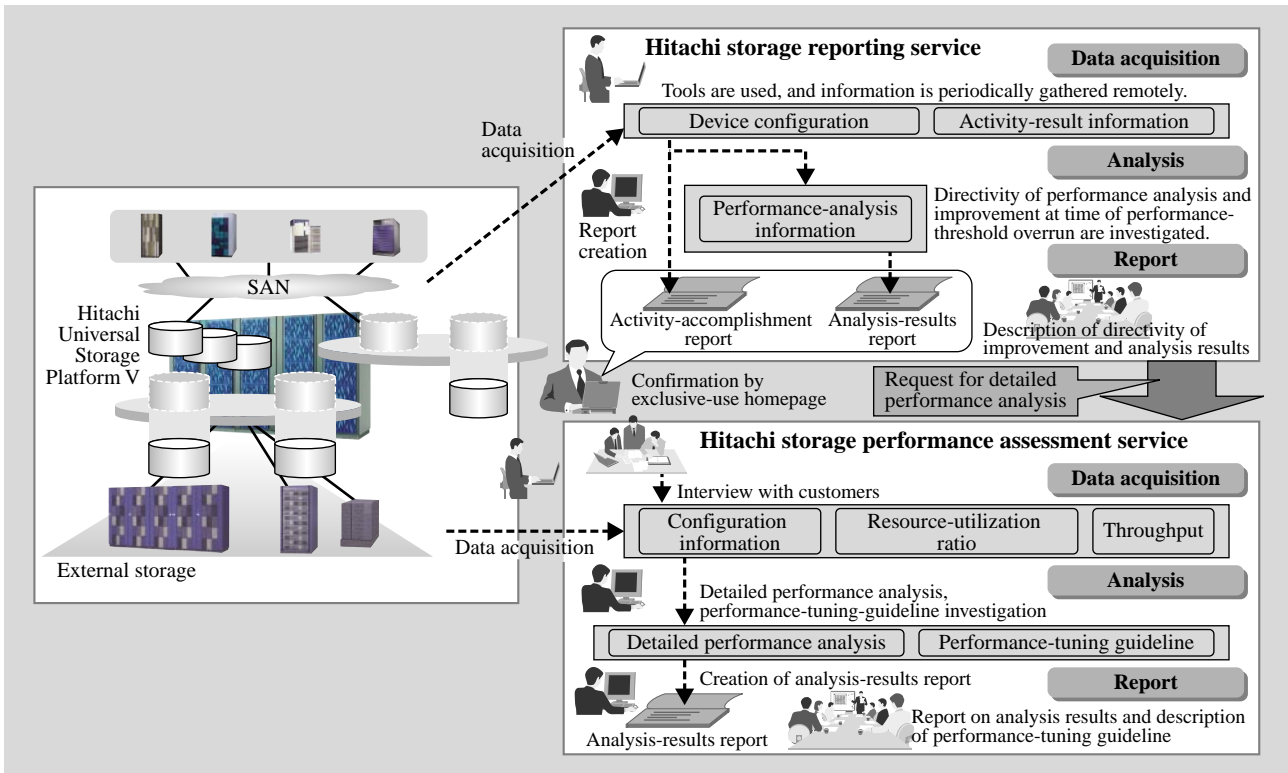 Hitachi storage reporting service
Data acquisition
Tools are used, and information is periodically gathered remotely.
Device configuration
Activity-result information
Data
acquisition
Analysis
Report
creation
Performance-analysis
information
Directivity of performance analysis and
improvement at time of performance-
threshold overrun are investigated.
Report
Activity-accomplishment
report
Analysis-results
report
Description of directivity of
improvement and analysis results
SAN
Hitachi
Universal
Storage
Platform V
External storage
Confirmation by
exclusive-use homepage
Request for detailed
performance analysis
Hitachi storage performance assessment service
Data acquisition
Interview with customers
Data acquisition
Configuration
information
Resource-utilization
ratio
Throughput
Analysis
Detailed performance analysis,
performance-tuning-guideline investigation
Detailed performance analysis
Performance-tuning guideline
Creation of analysis-results report
Report
Analysis-results report
Report on analysis results and description
of performance-tuning guideline